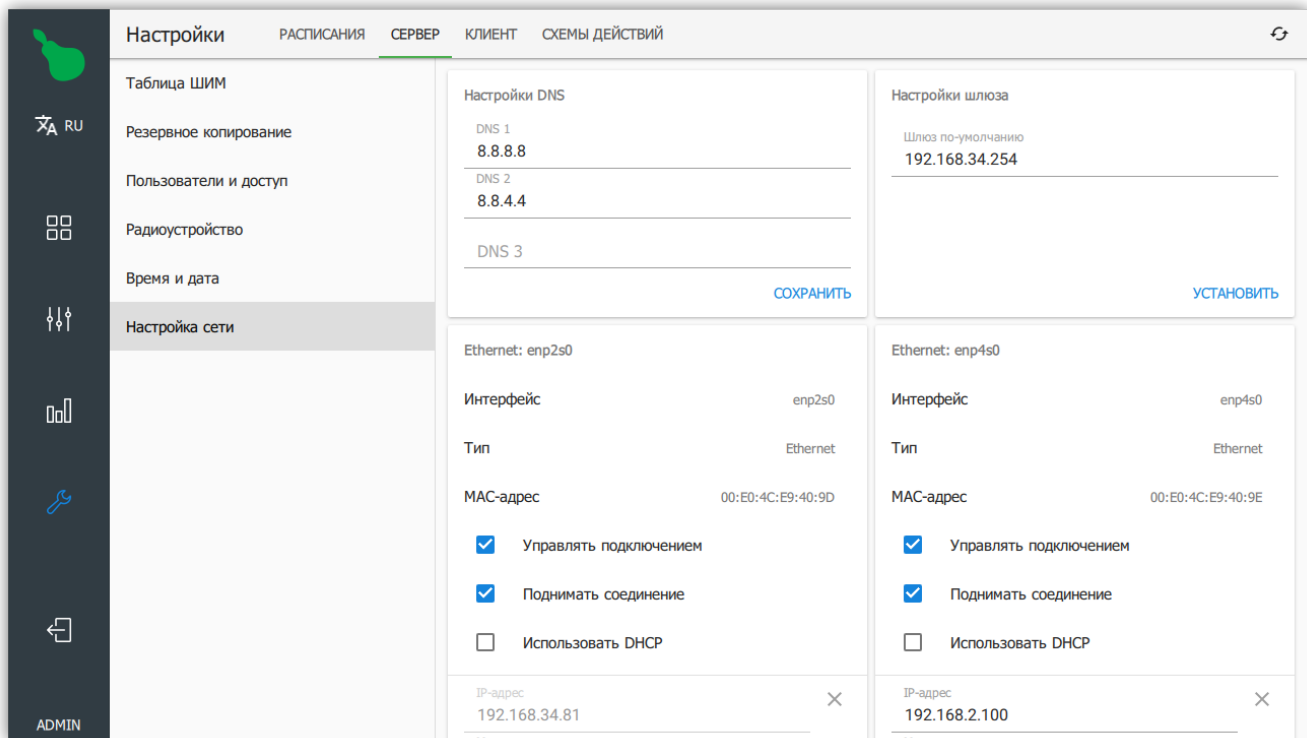 Настройки
РАСПИСАНИЯ
СЕРВЕР
КЛИЕНТ
СХЕМЫ ДЕЙСТВИЙ
RU
ADMIN
Таблица ШИМ
Резервное копирование
Пользователи и доступ
Радиоустройство
Время и дата
Настройка сети
Настройки DNS
DNS 1
8.8.8.8
DNS 2
8.8.4.4
DNS 3
СОХРАНИТЬ
Настройки шлюза
Шлюз по-умолчанию
192.168.34.254
УСТАНОВИТЬ
Ethernet: enp2s0
Интерфейс enp2s0
Тип Ethernet
MAC-адрес 00:E0:4C:E9:40:9D
Управлять подключением
Поднимать соединение
Использовать DHCP
IP-адрес
192.168.34.81
Ethernet: enp4s0
Интерфейс enp4s0
Тип Ethernet
MAC-адрес 00:E0:4C:E9:40:9E
Управлять подключением
Поднимать соединение
Использовать DHCP
IP-адрес
192.168.2.100